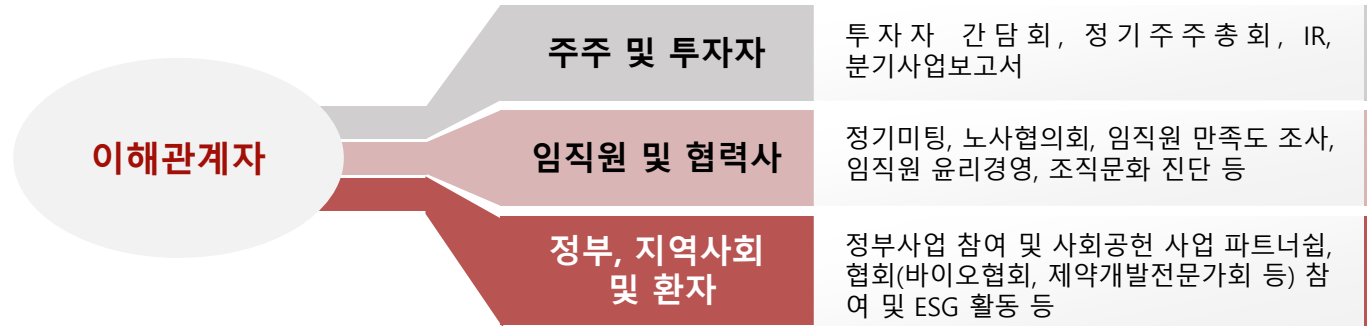 이해관계자
주주 및 투자자
투자자 간담회, 정기주주총회, IR,
분기사업보고서
임직원 및 협력사
정기미팅, 노사협의회, 임직원 만족도 조사,
임직원 윤리경영, 조직문화 진단 등
정부, 지역사회
및 환자
정부사업 참여 및 사회공헌 사업 파트너쉽,
협회(바이오협회, 제약개발전문가회 등) 참
여 및 ESG 활동 등